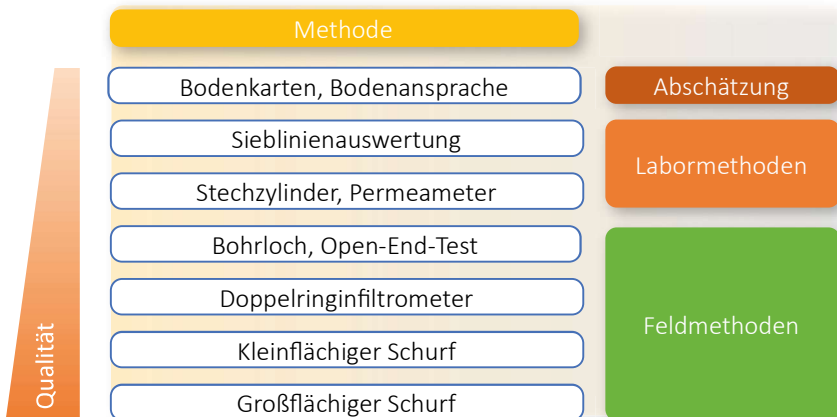 Methode
Bodenkarten, Bodenansprache
Abschätzung
Sieblinienauswertung
Labormethoden
Stechzylinder, Permeameter
Bohrloch, Open-End-Test
Doppelringinfiltrometer
Feldmethoden
Kleinflächiger Schurf
Großflächiger Schurf
Qualität